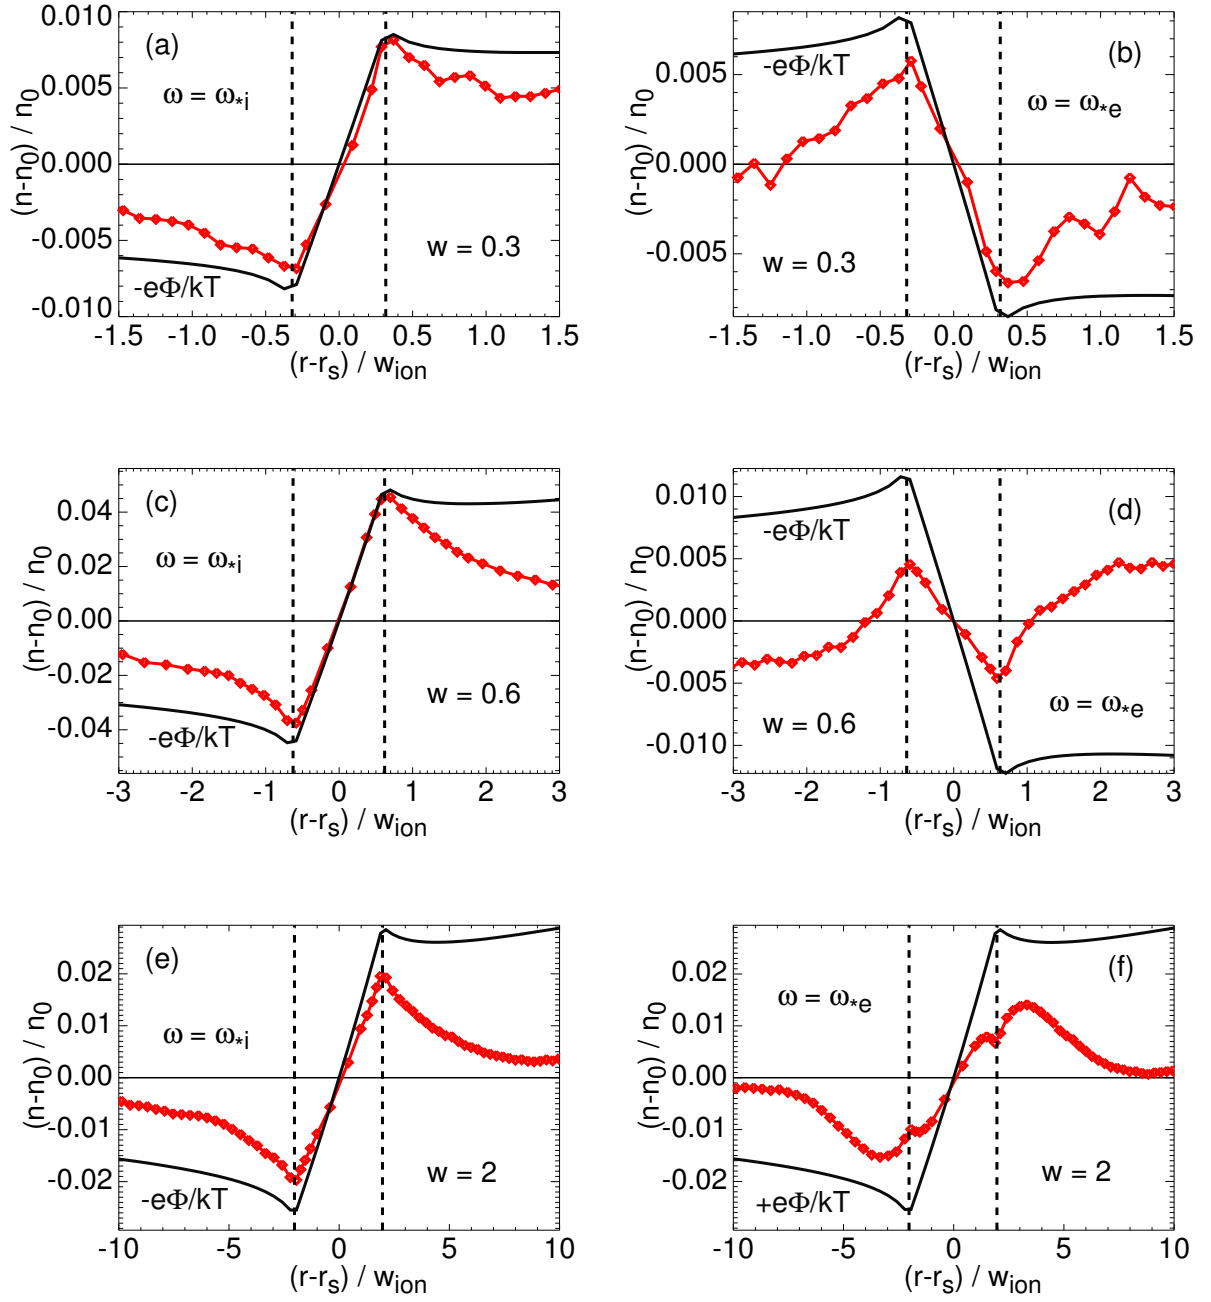 0.010
0.005
0.000
-0.005
-0.010
(n-n0) / n0
(a)
ω = ω*i
w = 0.3
-eΦ/kT
-1.5 -1.0 -0.5 0.0 0.5 1.0 1.5
(r-rs) / wion
0.005
0.000
-0.005
(n-n0) / n0
-eΦ/kT
(b)
ω = ω*e
w = 0.3
-1.5 -1.0 -0.5 0.0 0.5 1.0 1.5
(r-rs) / wion
0.04
0.02
0.00
-0.02
-0.04
(n-n0) / n0
(c)
ω = ω*i
w = 0.6
-eΦ/kT
-3 -2 -1 0 1 2 3
(r-rs) / wion
0.010
0.005
0.000
-0.005
-0.010
(n-n0) / n0
-eΦ/kT
(d)
ω = ω*e
w = 0.6
-3 -2 -1 0 1 2 3
(r-rs) / wion
0.02
0.01
0.00
-0.01
-0.02
(n-n0) / n0
(e)
ω = ω*i
w = 2
-eΦ/kT
-10 -5 0 5 10
(r-rs) / wion
0.02
0.01
0.00
-0.01
-0.02
(n-n0) / n0
(f)
ω = ω*e
w = 2
+eΦ/kT
-10 -5 0 5 10
(r-rs) / wion